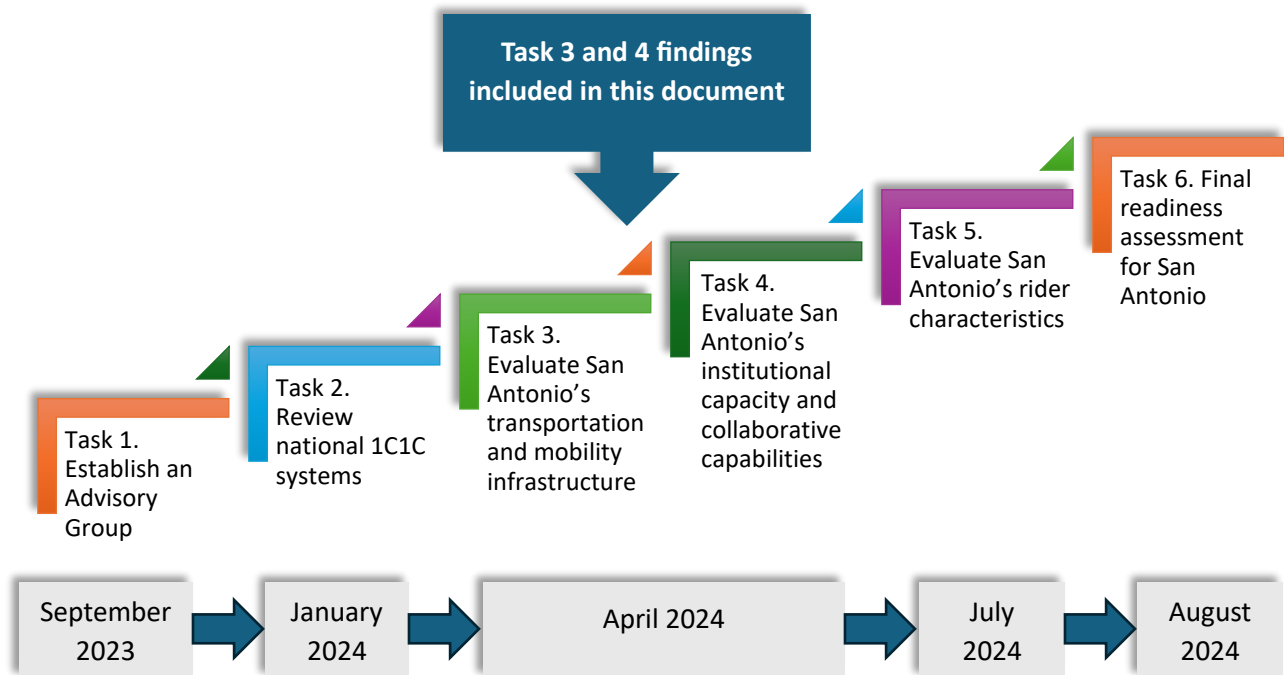 Task 3 and 4 findings
included in this document
Task 1.
Establish an
Advisory
Group
Task 2.
Review
national 1C1C
systems
Task 3.
Evaluate San
Antonio’s
transportation
and mobility
infrastructure
Task 4.
Evaluate San
Antonio’s
institutional
capacity and
collaborative
capabilities
Task 5.
Evaluate San
Antonio’s rider
characteristics
Task 6. Final
readiness
assessment
for San
Antonio
September
2023
January
2024
April 2024
July
2024
August
2024